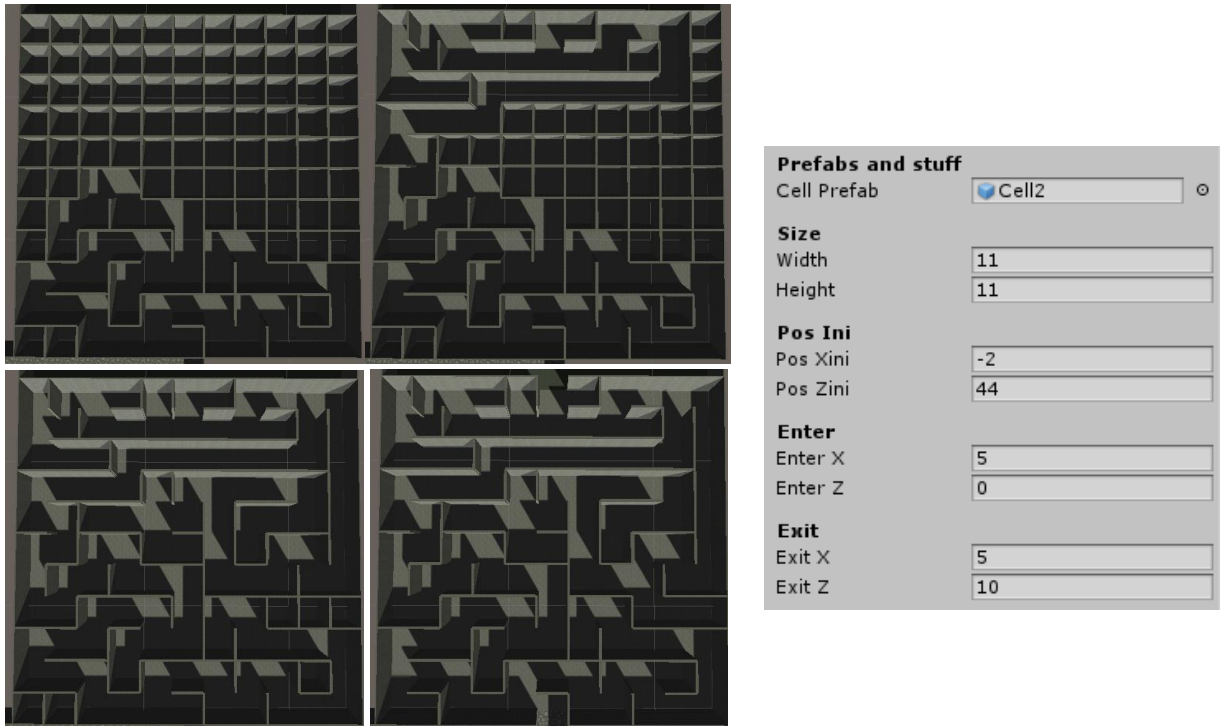 Prefabs and stuff
Cell Prefab Cell2
Size
Width 11
Height 11
Pos Ini
Pos Xini -2
Pos Zini 44
Enter
Enter X 5
Enter Z 0
Exit
Exit X 5
Exit Z 10